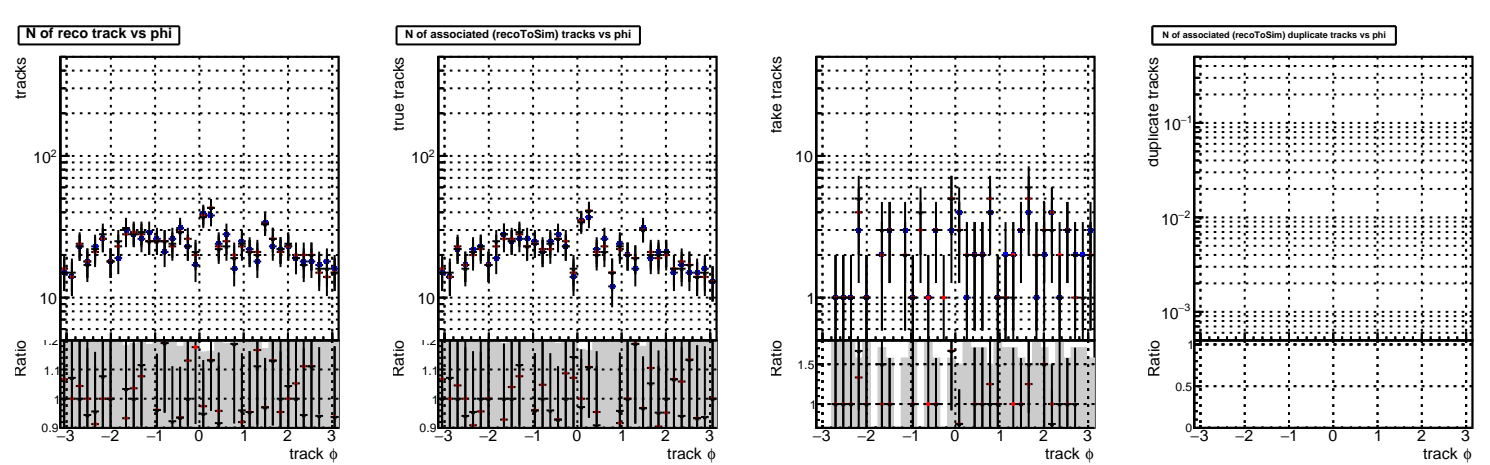 N of reco track vs phi
tracks
10²
10
Ratio
1.2
1.1
1
0.9
−3 −2 −1 0 1 2 3
track ϕ
N of associated (recoToSim) tracks vs phi
true tracks
10²
10
Ratio
1.2
1.1
1
0.9
−3 −2 −1 0 1 2 3
track ϕ
fake tracks
10
1
Ratio
1.5
1
−3 −2 −1 0 1 2 3
track ϕ
N of associated (recoToSim) duplicate tracks vs phi
duplicate tracks
10⁻¹
10⁻²
10⁻³
Ratio
1
0.5
0
−3 −2 −1 0 1 2 3
track ϕ